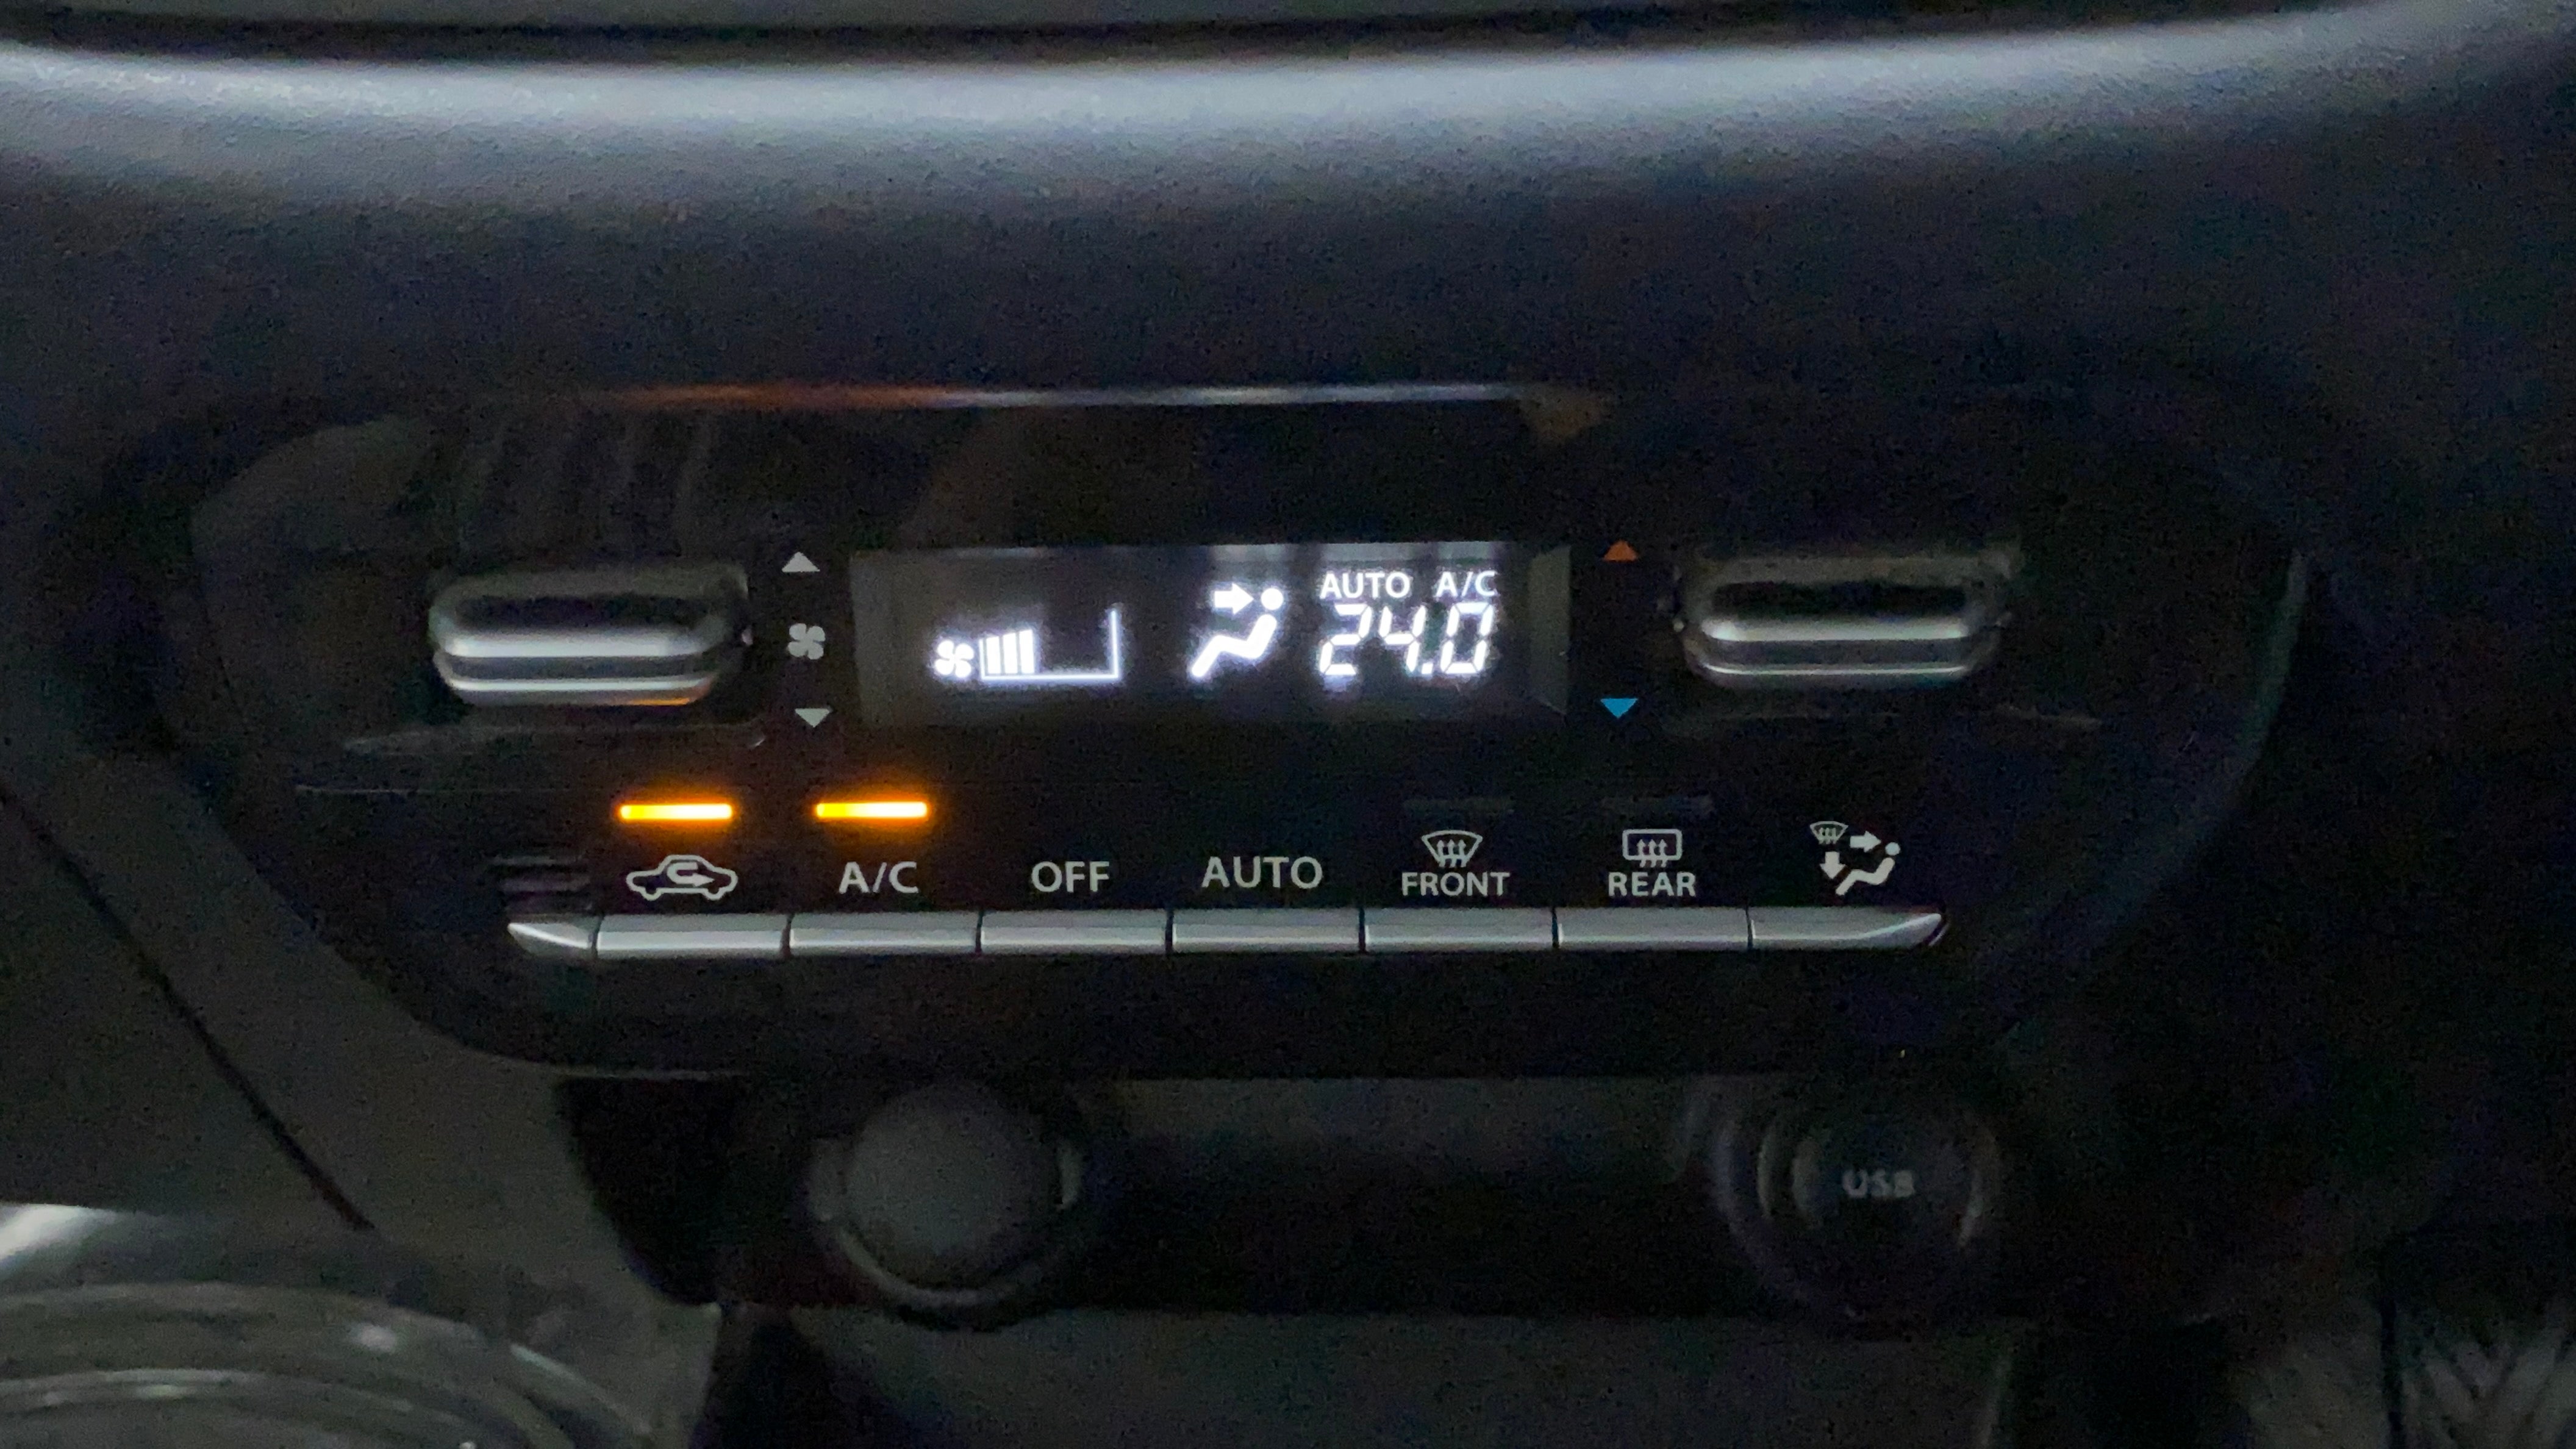 AUTO A/C
24.0
A/C OFF AUTO FRONT REAR
USB